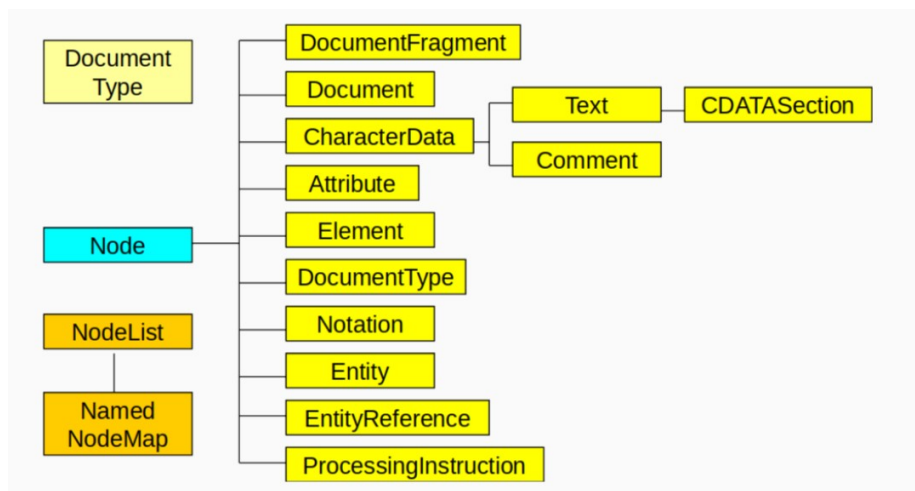 Document
Type
Node
NodeList
Named
NodeMap
DocumentFragment
Document
CharacterData
Attribute
Element
DocumentType
Notation
Entity
EntityReference
ProcessingInstruction
Text
CDATASection
Comment